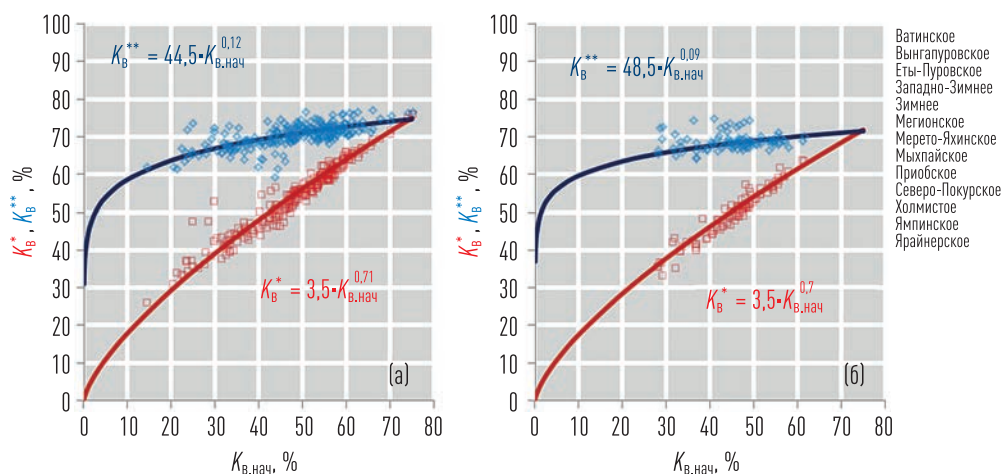 100
90
80
70
60
50
40
30
20
10
0
0 10 20 30 40 50 60 70 80
Kв*, Kв**, %
Kв.нач, %
Kв** = 44,5·Kв.нач^0,12
Kв* = 3,5·Kв.нач^0,71
(а)
100
90
80
70
60
50
40
30
20
10
0
0 10 20 30 40 50 60 70 80
Kв*, Kв**, %
Kв.нач, %
Kв** = 48,5·Kв.нач^0,09
Kв* = 3,5·Kв.нач^0,7
(б)
Ватинское
Вынгапуровское
Еты-Пуровское
Западно-Зимнее
Зимнее
Мегионское
Мерето-Яхинское
Мыхпайское
Приобское
Северо-Покурское
Холмистое
Ямпинское
Ярайнерское